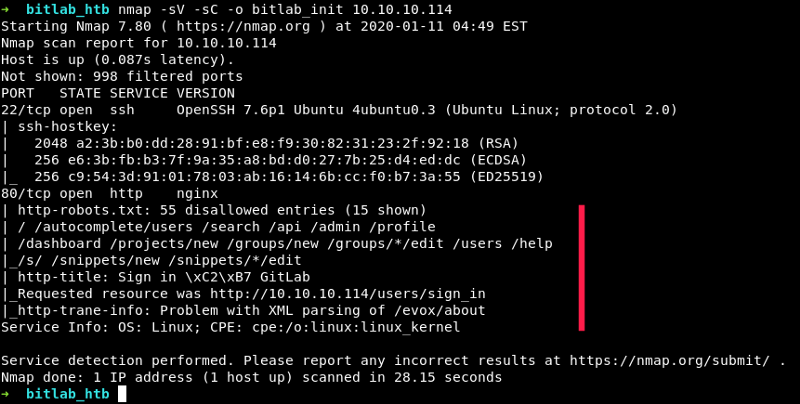 ➜ bitlab_htb nmap -sV -sC -o bitlab_init 10.10.10.114
Starting Nmap 7.80 ( https://nmap.org ) at 2020-01-11 04:49 EST
Nmap scan report for 10.10.10.114
Host is up (0.087s latency).
Not shown: 998 filtered ports
PORT   STATE SERVICE VERSION
22/tcp open  ssh     OpenSSH 7.6p1 Ubuntu 4ubuntu0.3 (Ubuntu Linux; protocol 2.0)
| ssh-hostkey:
|   2048 a2:3b:b0:dd:28:91:bf:e8:f9:30:82:31:23:2f:92:18 (RSA)
|   256 e6:3b:fb:b3:7f:9a:35:a8:bd:d0:27:7b:25:d4:ed:dc (ECDSA)
|_  256 c9:54:3d:91:01:78:03:ab:16:14:6b:cc:f0:b7:3a:55 (ED25519)
80/tcp open  http    nginx
| http-robots.txt: 55 disallowed entries (15 shown)
| / /autocomplete/users /search /api /admin /profile
| /dashboard /projects/new /groups/new /groups/*/edit /users /help
|_/s/ /snippets/new /snippets/*/edit
| http-title: Sign in \xC2\xB7 GitLab
|_Requested resource was http://10.10.10.114/users/sign_in
|_http-trane-info: Problem with XML parsing of /evox/about
Service Info: OS: Linux; CPE: cpe:/o:linux:linux_kernel

Service detection performed. Please report any incorrect results at https://nmap.org/submit/ .
Nmap done: 1 IP address (1 host up) scanned in 28.15 seconds
➜ bitlab_htb